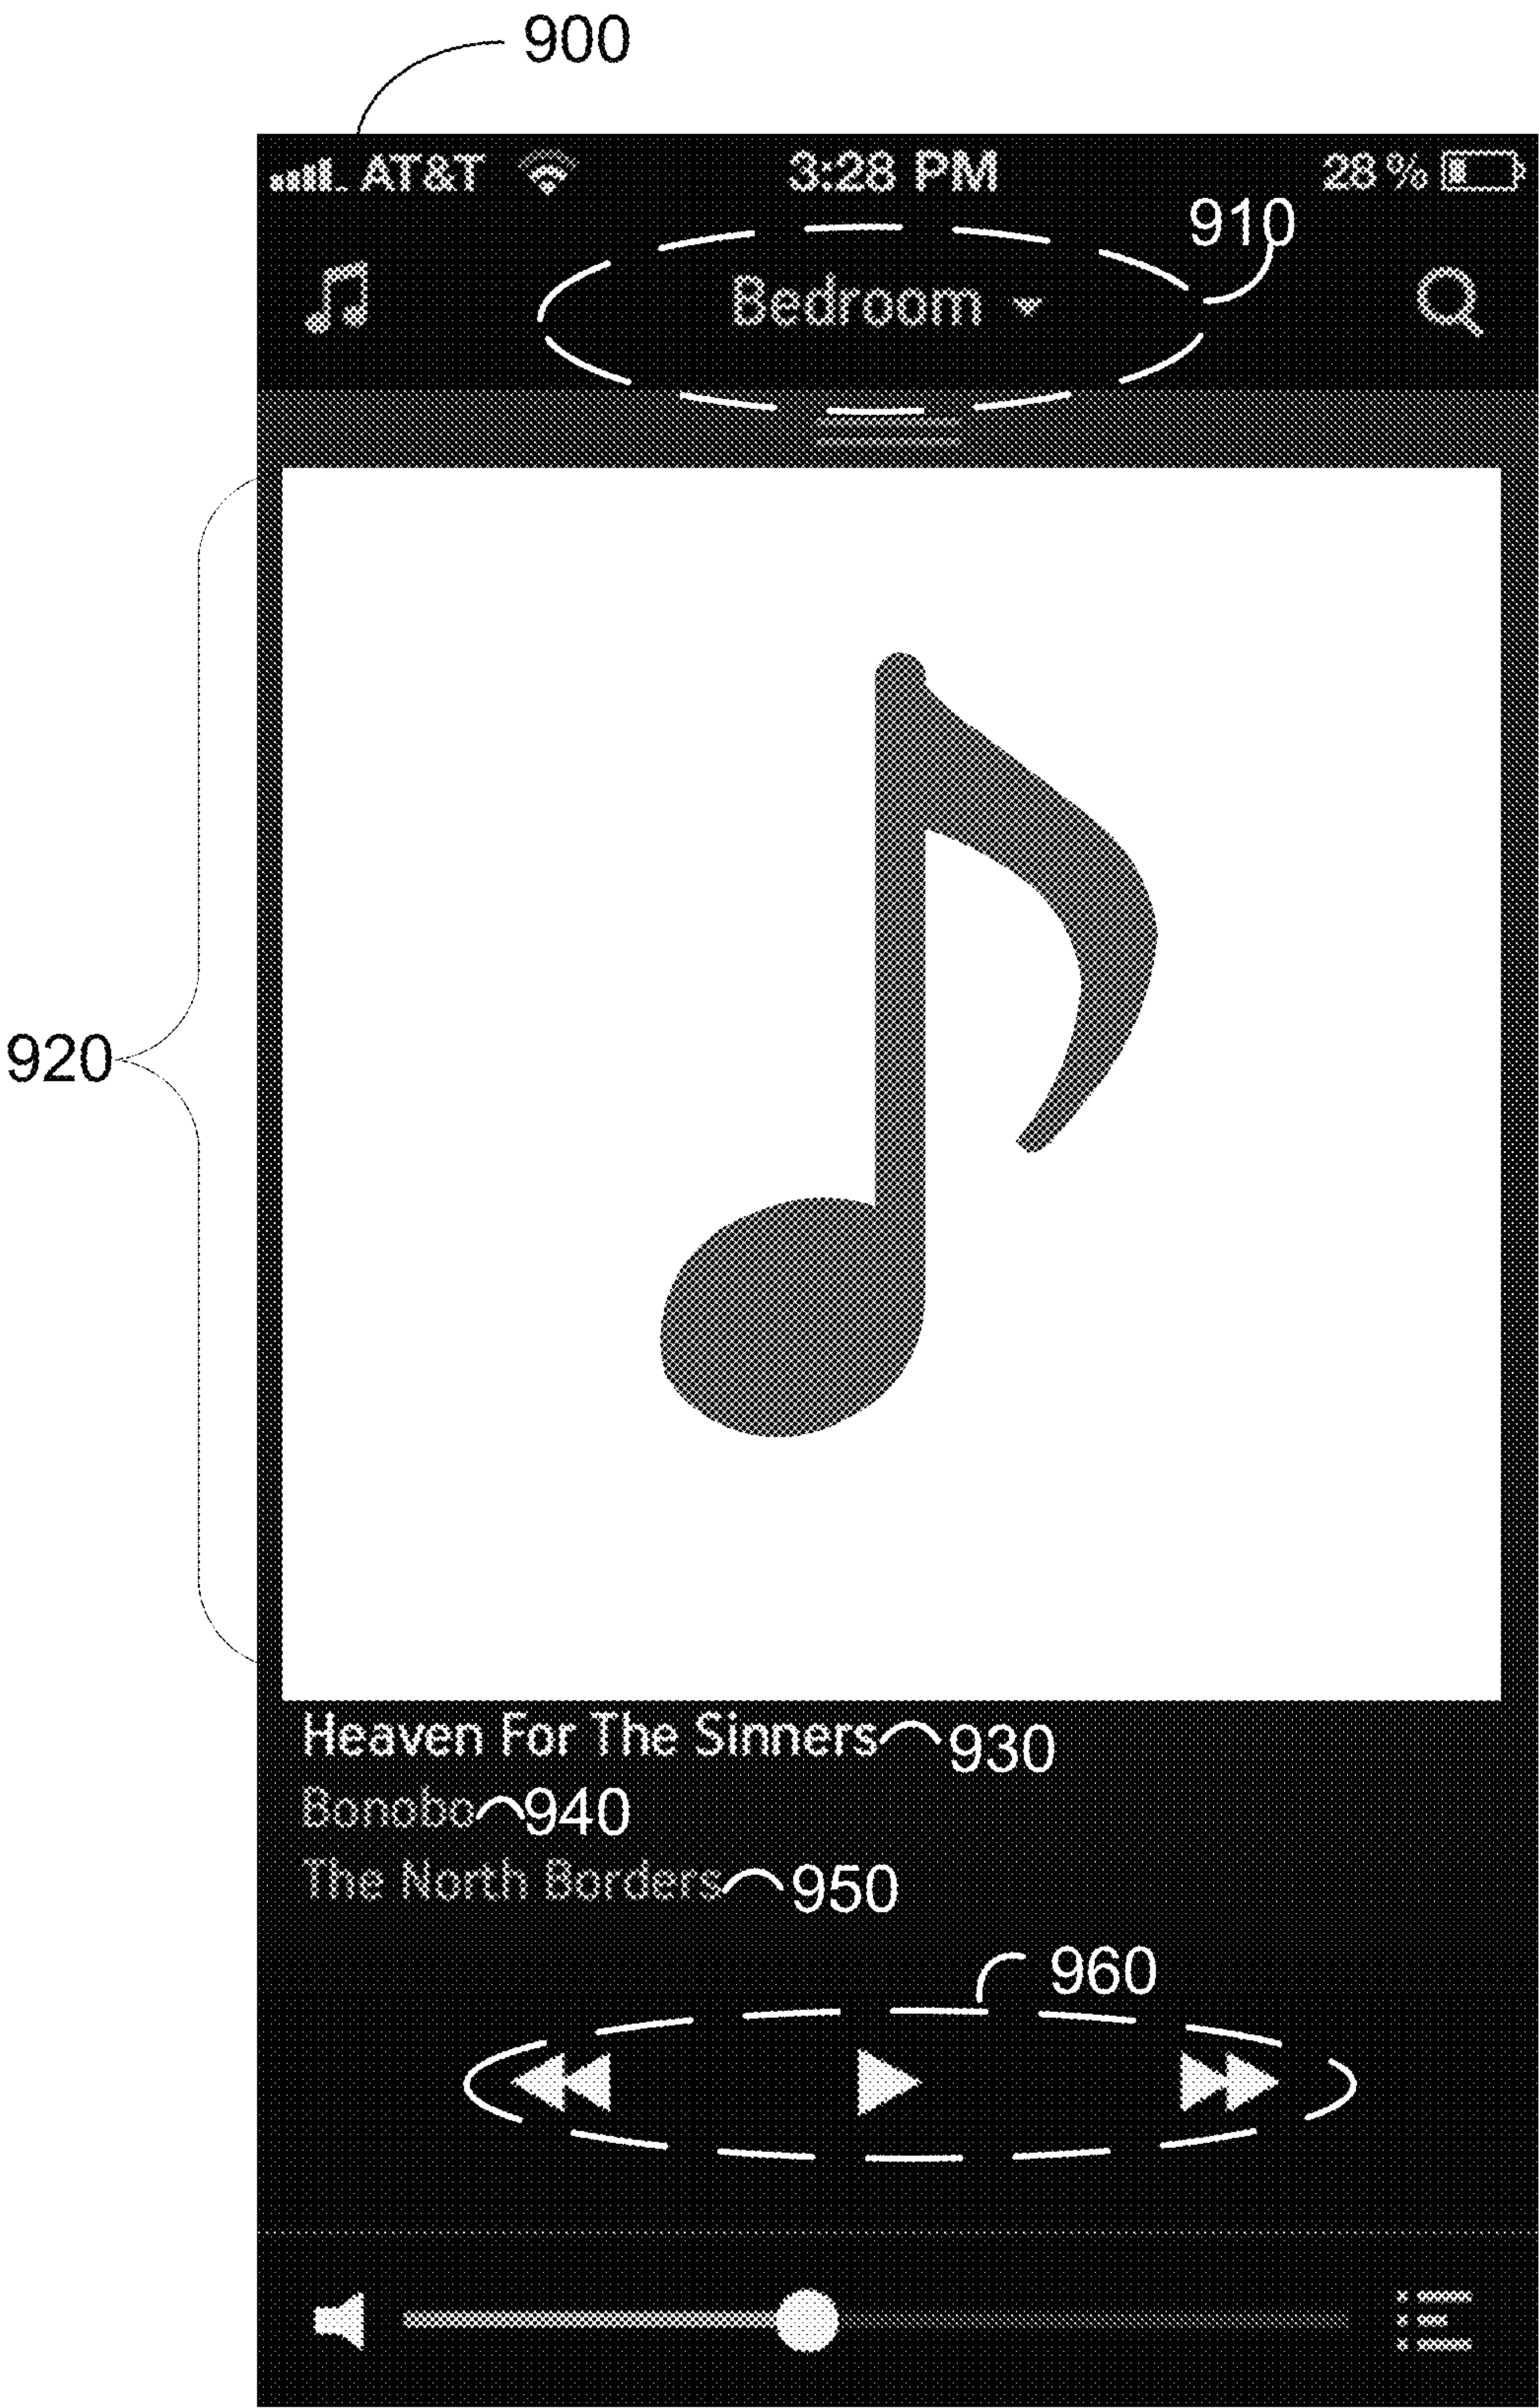 900
AT&T 3:28 PM 28 %
910
Bedroom
920
Heaven For The Sinners 930
Bonobo 940
The North Borders 950
960